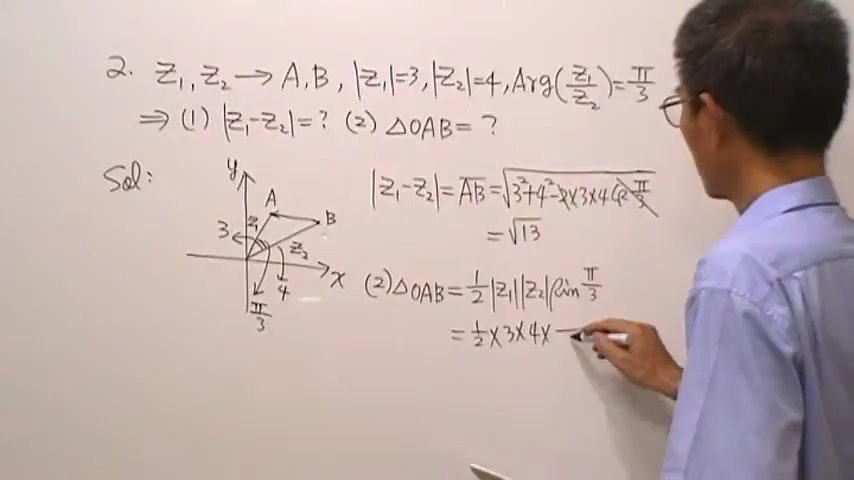 2. Z₁, Z₂ → A, B, |Z₁|=3, |Z₂|=4, Arg(Z₁/Z₂)=π/3
⇒ (1) |Z₁-Z₂|=? (2) △OAB=?
Sol:
y
A
B
Z₁
3
Z₂
x
4
π/3
|Z₁-Z₂|=AB=√3²+4²-2×3×4 π/3
=√13
(2) △OAB=1/2|Z₁||Z₂|sin π/3
=1/2×3×4×